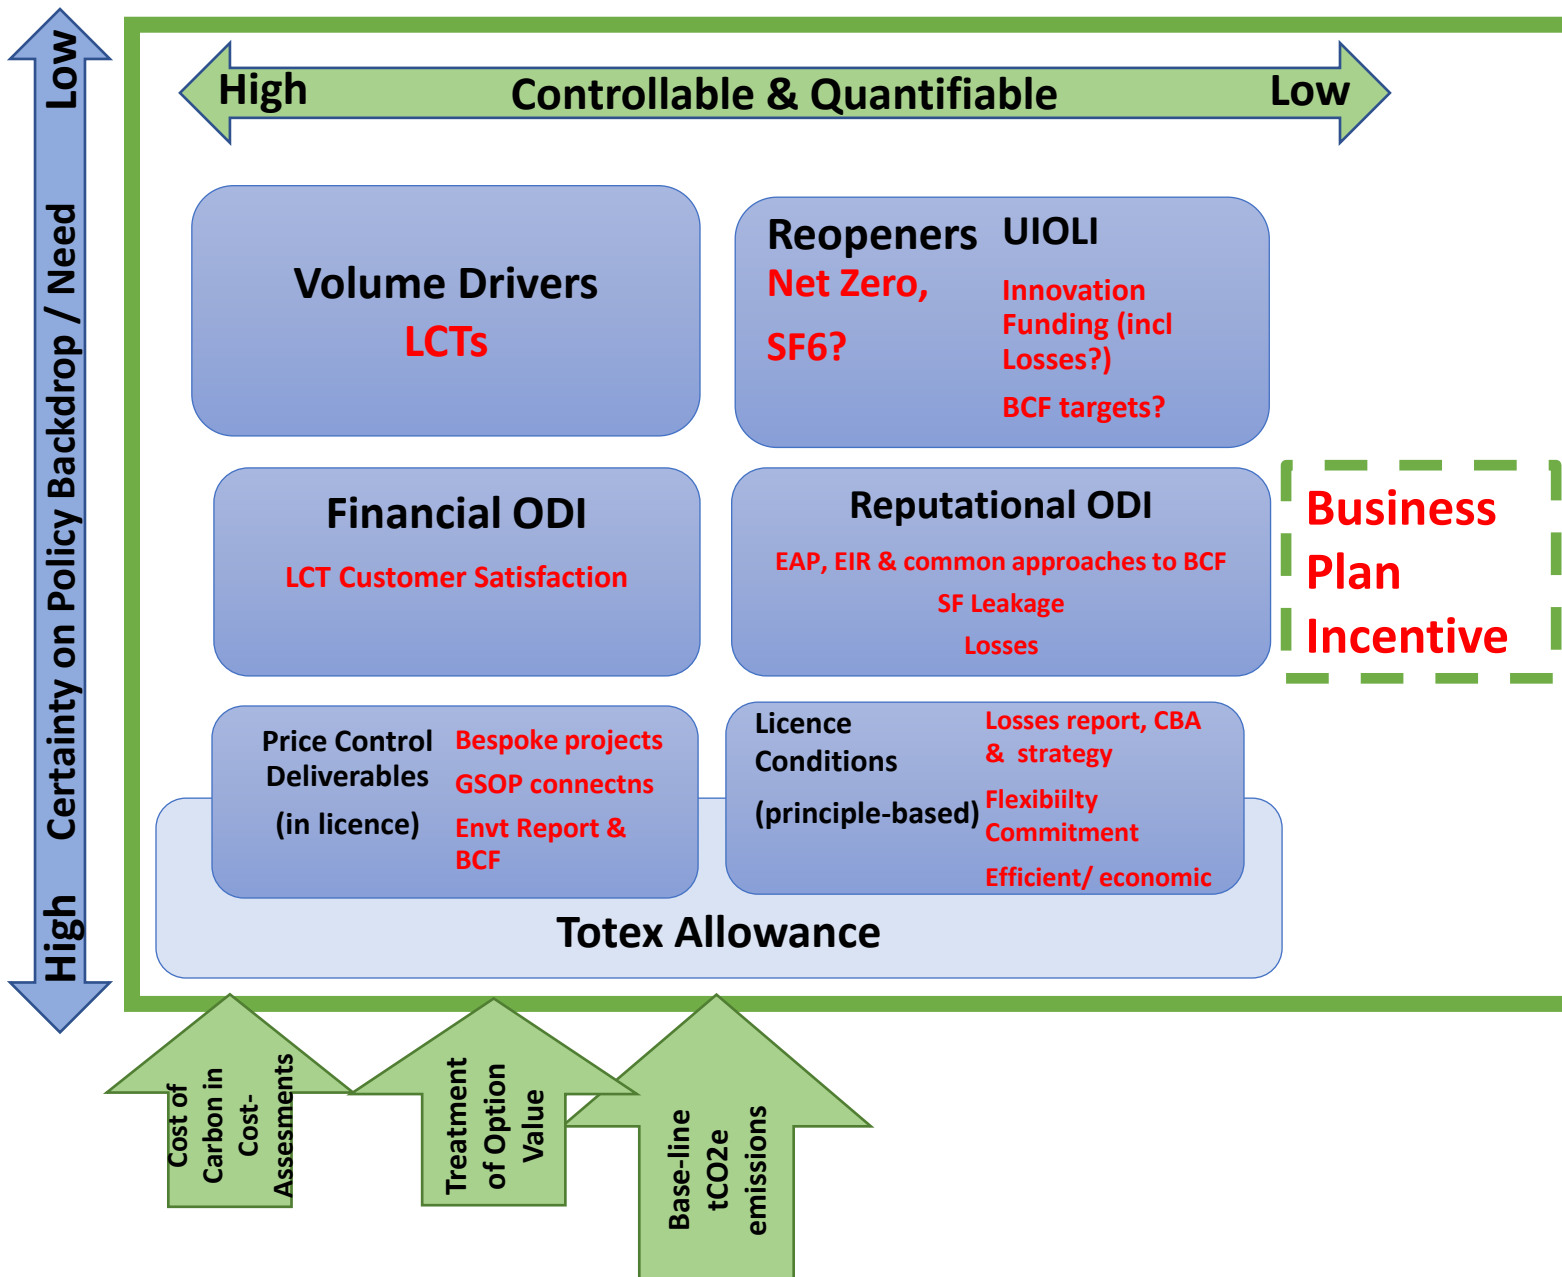 Low
Certainty on Policy Backdrop / Need
High
High
Controllable & Quantifiable
Low
Volume Drivers
LCTs
Reopeners
Net Zero,
SF6?
UIOLI
Innovation
Funding (incl
Losses?)
BCF targets?
Financial ODI
LCT Customer Satisfaction
Reputational ODI
EAP, EIR & common approaches to BCF
SF Leakage
Losses
Business
Plan
Incentive
Price Control
Deliverables
(in licence)
Bespoke projects
GSOP connectns
Envt Report &
BCF
Licence
Conditions
(principle-based)
Losses report, CBA
& strategy
Flexibiilty
Commitment
Efficient/ economic
Totex Allowance
Cost of
Carbon in
Cost-
Assesments
Treatment
of Option
Value
Base-line
tCO2e
emissions